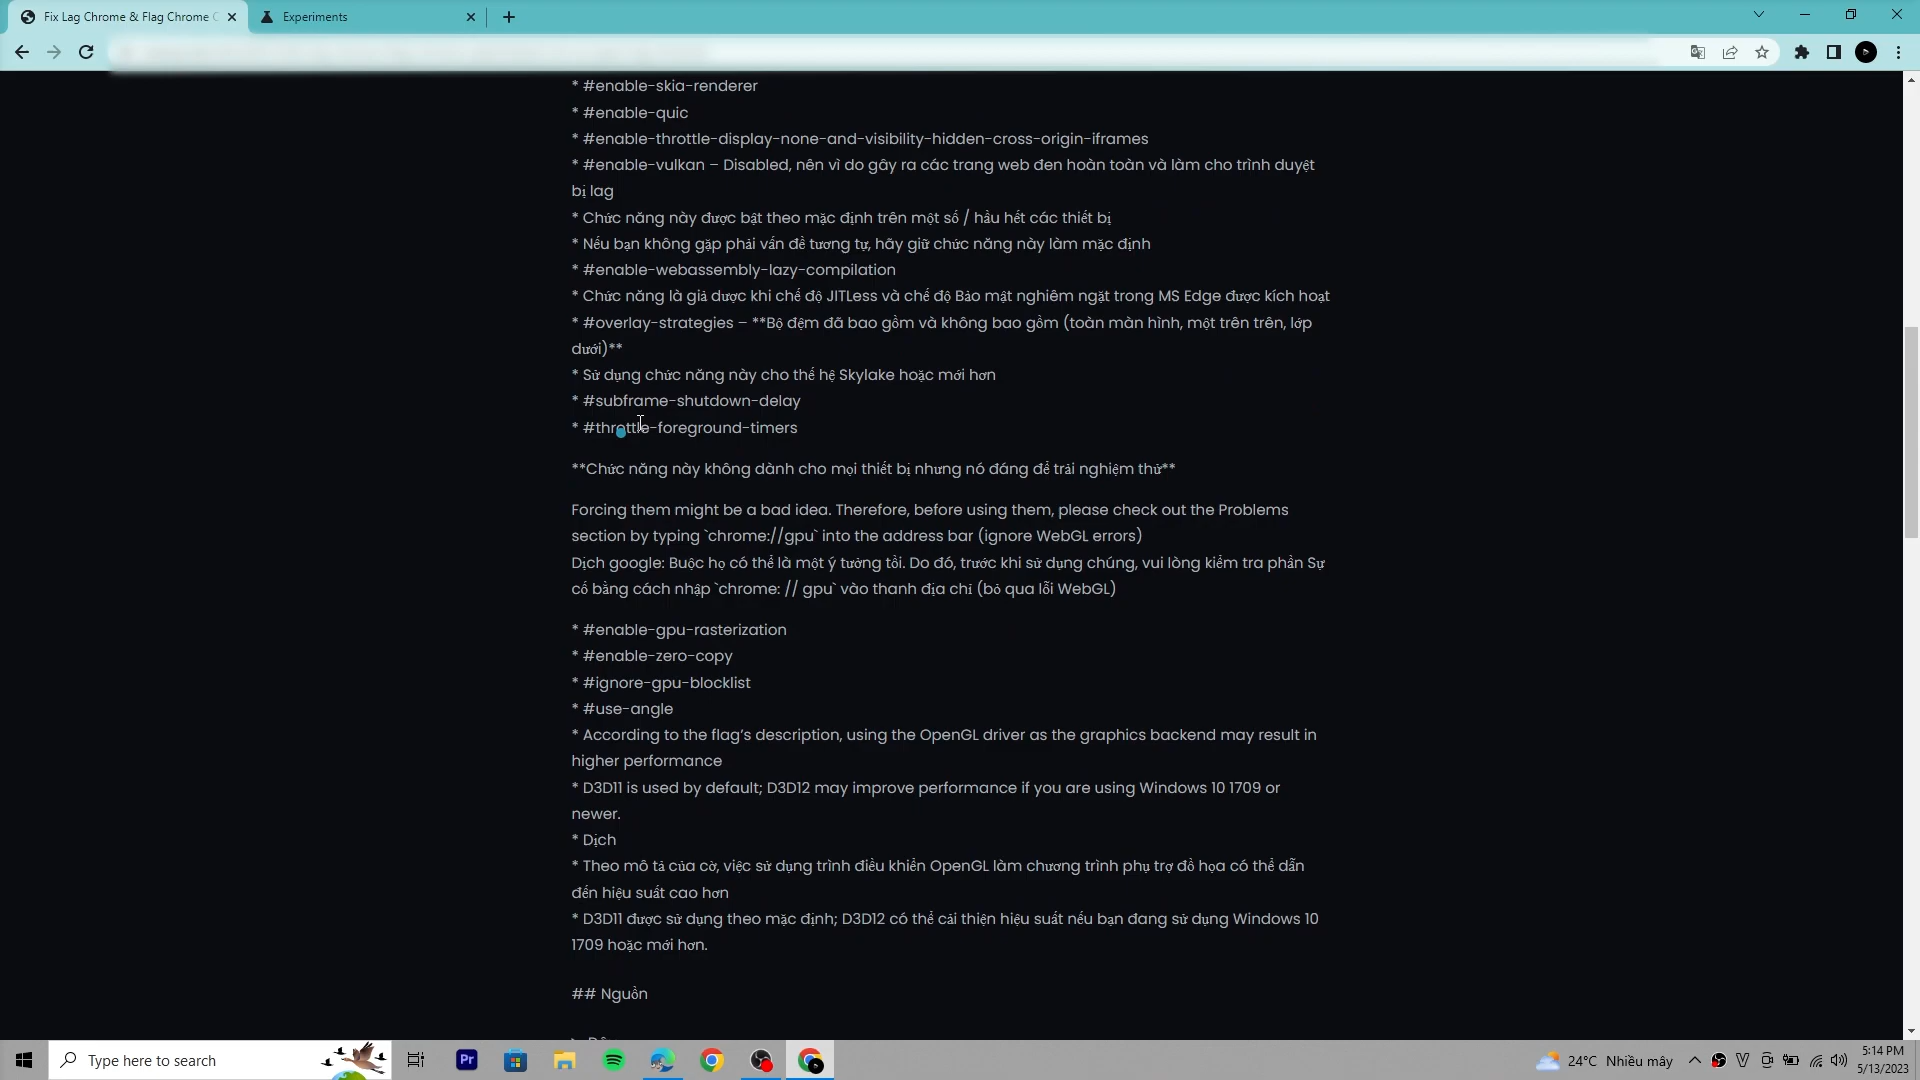 Fix Lag Chrome & Flag Chrome C
Experiments
* #enable-skia-renderer
* #enable-quic
* #enable-throttle-display-none-and-visibility-hidden-cross-origin-iframes
* #enable-vulkan – Disabled, nên vì do gây ra các trang web đen hoàn toàn và làm cho trình duyệt
bị lag
* Chức năng này được bật theo mặc định trên một số / hầu hết các thiết bị
* Nếu bạn không gặp phải vấn đề tương tự, hãy giữ chức năng này làm mặc định
* #enable-webassembly-lazy-compilation
* Chức năng là giả dược khi chế độ JITLess và chế độ Bảo mật nghiêm ngặt trong MS Edge được kích hoạt
* #overlay-strategies – **Bộ đệm đã bao gồm và không bao gồm (toàn màn hình, một trên trên, lớp
dưới)**
* Sử dụng chức năng này cho thế hệ Skylake hoặc mới hơn
* #subframe-shutdown-delay
* #throttle-foreground-timers
**Chức năng này không dành cho mọi thiết bị nhưng nó đáng để trải nghiệm thử**
Forcing them might be a bad idea. Therefore, before using them, please check out the Problems
section by typing `chrome://gpu` into the address bar (ignore WebGL errors)
Dịch google: Buộc họ có thể là một ý tưởng tồi. Do đó, trước khi sử dụng chúng, vui lòng kiểm tra phần Sự
cố bằng cách nhập `chrome: // gpu` vào thanh địa chỉ (bỏ qua lỗi WebGL)
* #enable-gpu-rasterization
* #enable-zero-copy
* #ignore-gpu-blocklist
* #use-angle
* According to the flag’s description, using the OpenGL driver as the graphics backend may result in
higher performance
* D3D11 is used by default; D3D12 may improve performance if you are using Windows 10 1709 or
newer.
* Dịch
* Theo mô tả của cờ, việc sử dụng trình điều khiển OpenGL làm chương trình phụ trợ đồ họa có thể dẫn
đến hiệu suất cao hơn
* D3D11 được sử dụng theo mặc định; D3D12 có thể cải thiện hiệu suất nếu bạn đang sử dụng Windows 10
1709 hoặc mới hơn.
## Nguồn
Type here to search
Pr
24°C Nhiều mây
5:14 PM
5/13/2023